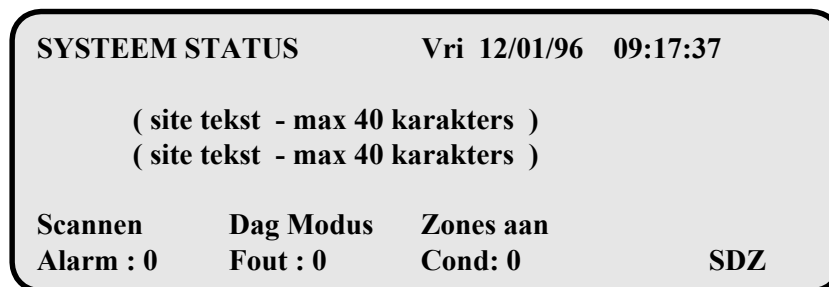 SYSTEEM STATUS Vri 12/01/96 09:17:37
( site tekst - max 40 karakters )
( site tekst - max 40 karakters )
Scannen Dag Modus Zones aan
Alarm : 0 Fout : 0 Cond: 0 SDZ